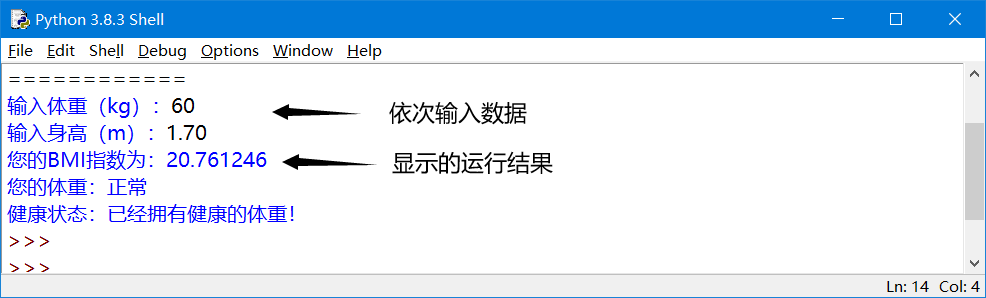 Python 3.8.3 Shell
File Edit Shell Debug Options Window Help
============
输入体重（kg）：60
依次输入数据
输入身高（m）：1.70
您的BMI指数为：20.761246
显示的运行结果
您的体重：正常
健康状态：已经拥有健康的体重！
>>>
>>>
Ln: 14 Col: 4